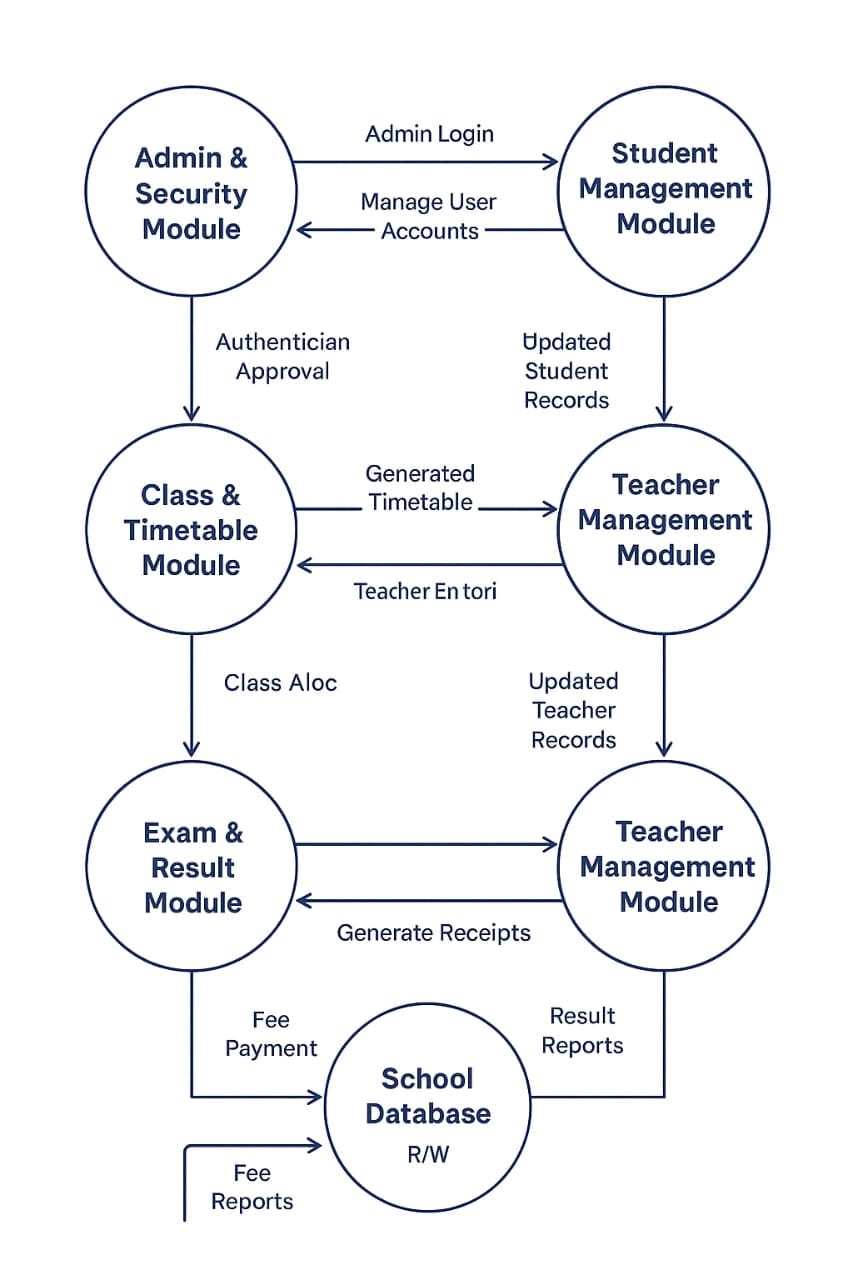 Admin &
Security
Module
Admin Login
Manage User
Accounts
Student
Management
Module
Authentician
Approval
Updated
Student
Records
Class &
Timetable
Module
Generated
Timetable
Teacher En tori
Teacher
Management
Module
Class Aloc
Updated
Teacher
Records
Exam &
Result
Module
Generate Receipts
Teacher
Management
Module
Fee
Payment
School
Database
R/W
Result
Reports
Fee
Reports